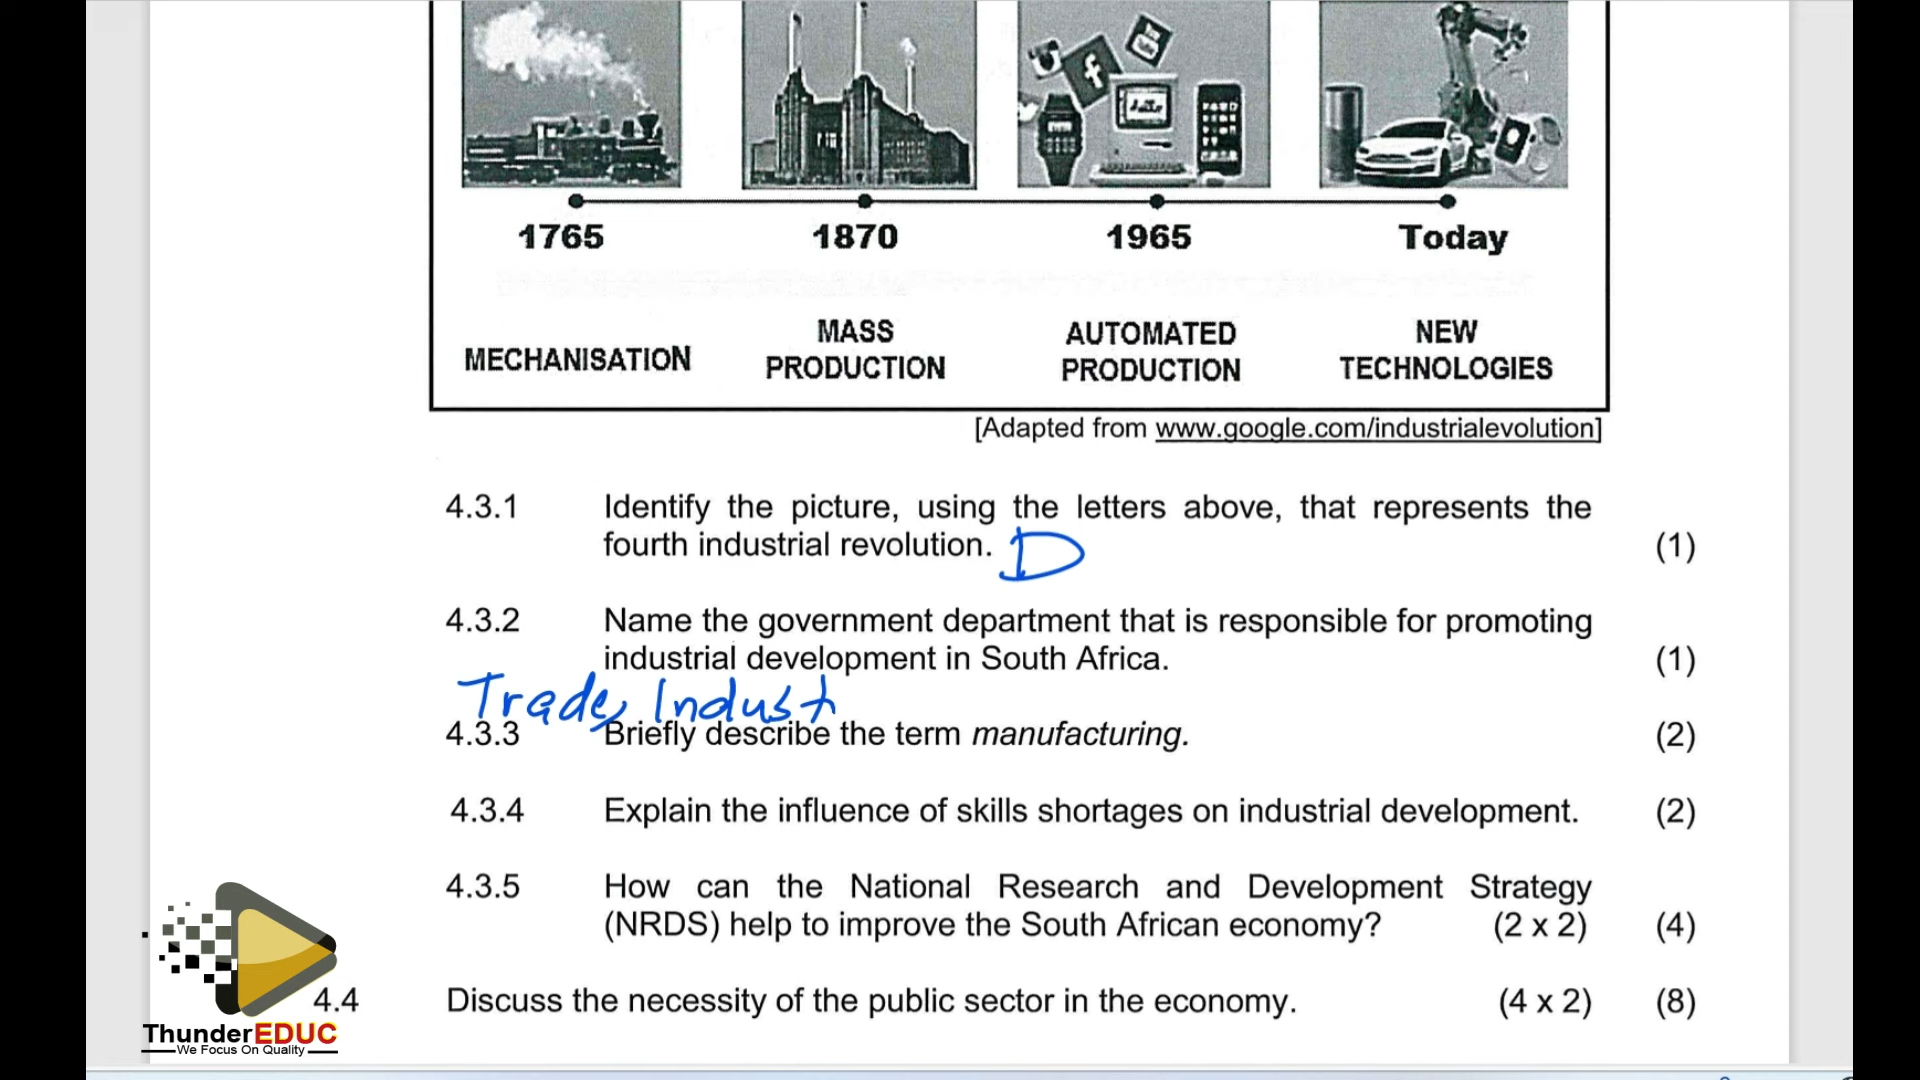 1765 1870 1965 Today
MECHANISATION MASS PRODUCTION AUTOMATED PRODUCTION NEW TECHNOLOGIES
[Adapted from www.google.com/industrialevolution]
4.3.1 Identify the picture, using the letters above, that represents the
fourth industrial revolution. D (1)
4.3.2 Name the government department that is responsible for promoting
industrial development in South Africa. (1)
Trade, Indust
4.3.3 Briefly describe the term manufacturing. (2)
4.3.4 Explain the influence of skills shortages on industrial development. (2)
4.3.5 How can the National Research and Development Strategy
(NRDS) help to improve the South African economy? (2 x 2) (4)
4.4 Discuss the necessity of the public sector in the economy. (4 x 2) (8)
ThunderEDUC
We Focus On Quality